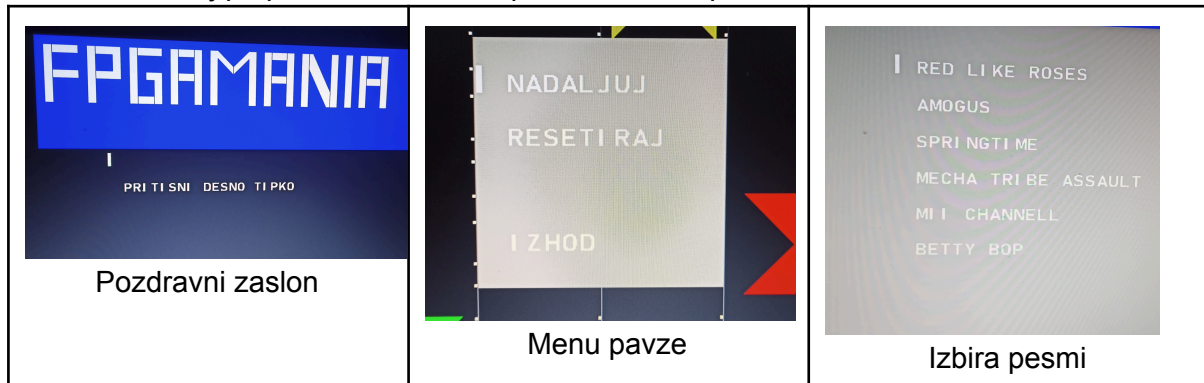 FPGAMANIA
PRITISNI DESNO TIPKO
Pozdravni zaslon
NADALJUJ
RESETIRAJ
IZHOD
Menu pavze
RED LIKE ROSES
AMOGUS
SPRINGTIME
MECHA TRIBE ASSAULT
MII CHANNELL
BETTY BOP
Izbira pesmi